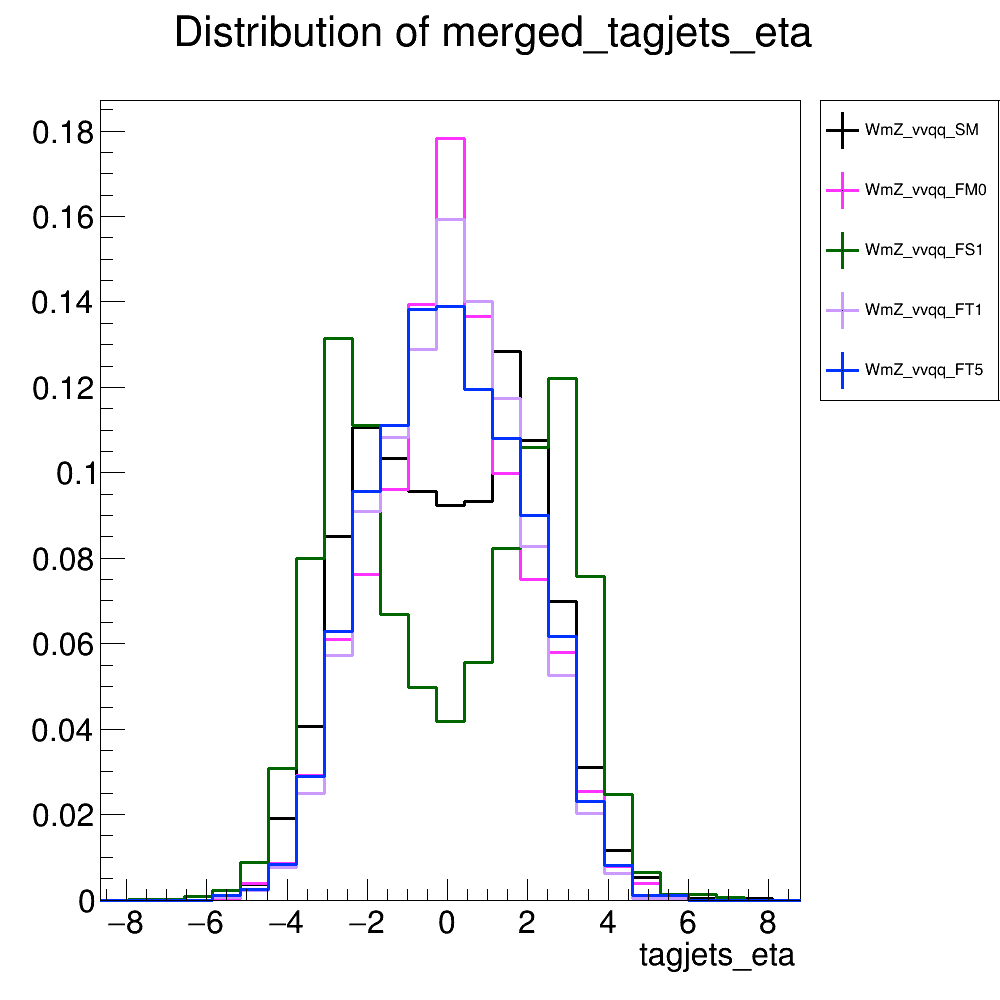 Distribution of merged_tagjets_eta
0.18
0.16
0.14
0.12
0.1
0.08
0.06
0.04
0.02
0
−8 −6 −4 −2 0 2 4 6 8
tagjets_eta
WmZ_vvqq_SM
WmZ_vvqq_FM0
WmZ_vvqq_FS1
WmZ_vvqq_FT1
WmZ_vvqq_FT5